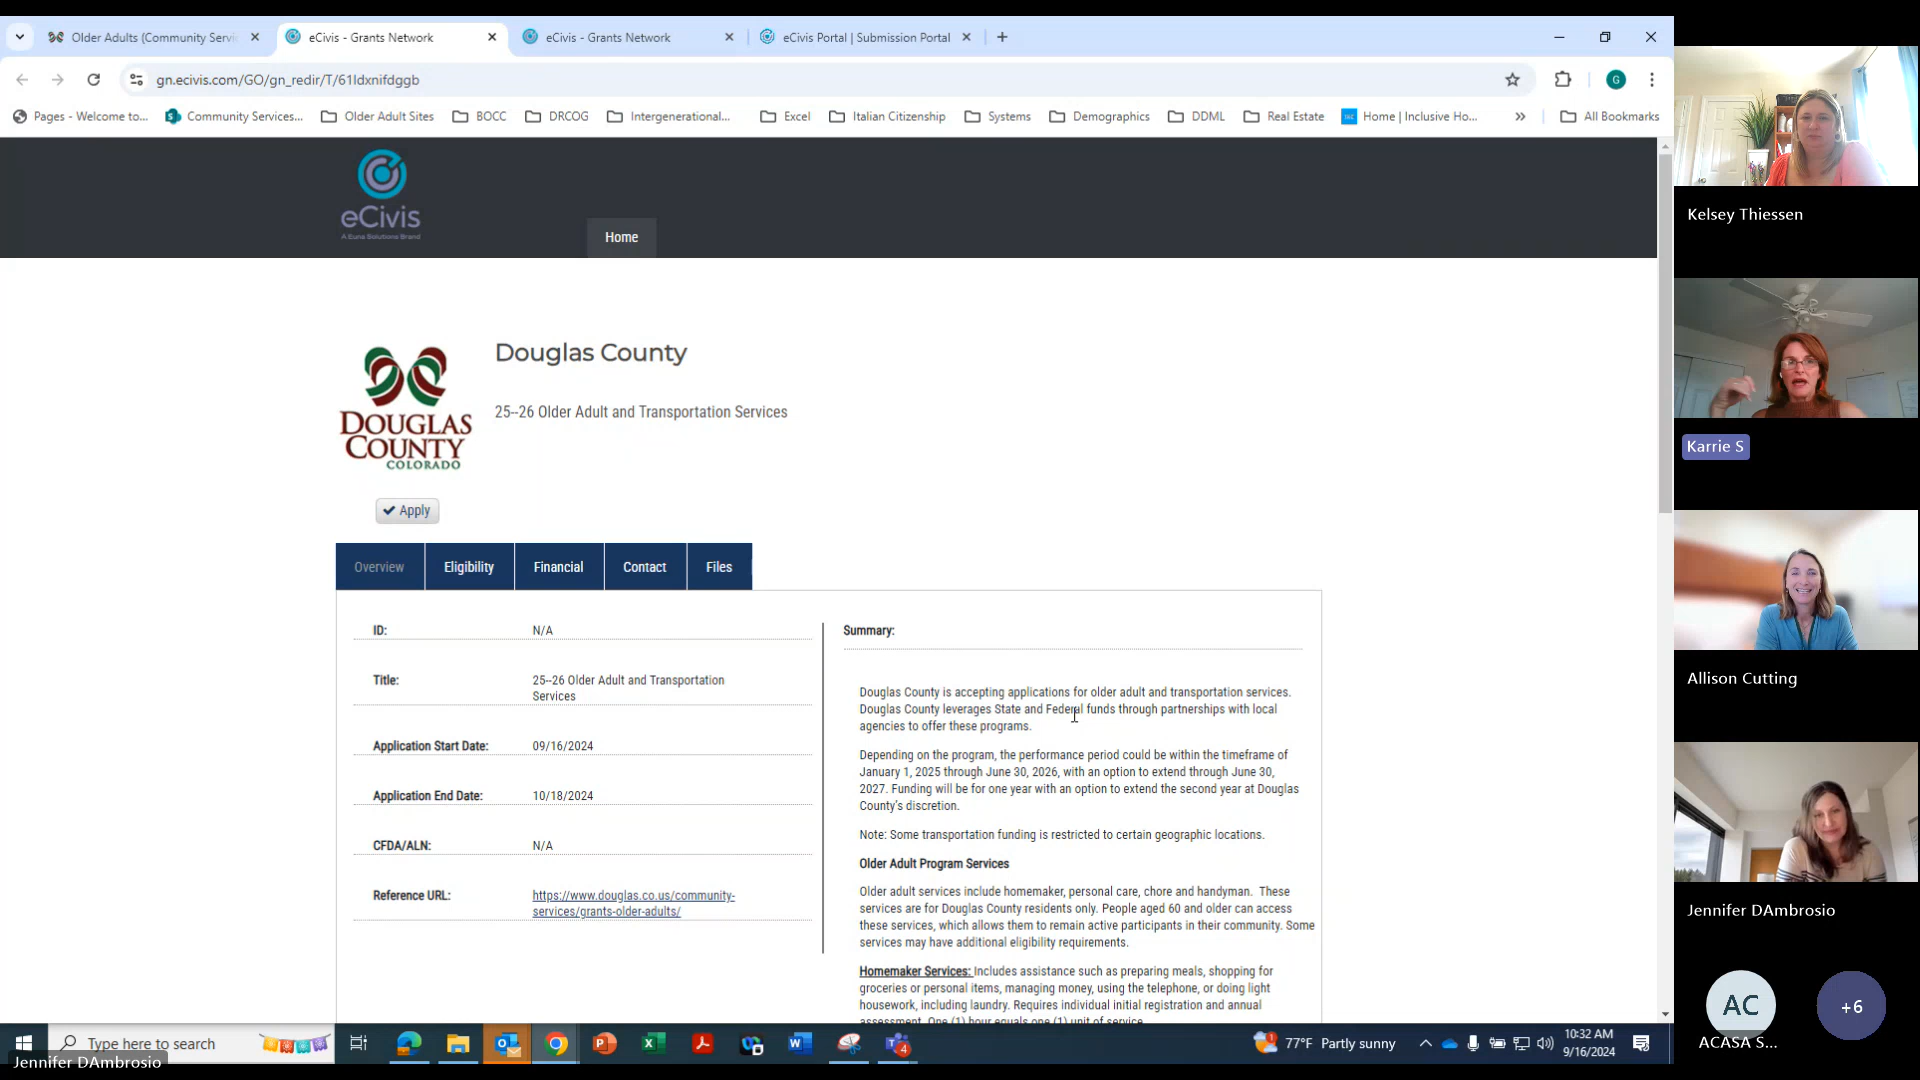 Older Adults (Community Servi
eCivis - Grants Network
eCivis - Grants Network
eCivis Portal | Submission Portal
gn.ecivis.com/GO/gn_redir/T/61ldxnifdggb
G
Pages - Welcome to...
Community Services...
Older Adult Sites
BOCC
DRCOG
Intergenerational...
Excel
Italian Citizenship
Systems
Demographics
DDML
Real Estate
Home | Inclusive Ho...
All Bookmarks
eCivis
A Euna Solutions Brand
Home
DOUGLAS
COUNTY
COLORADO
Douglas County
25--26 Older Adult and Transportation Services
Apply
Overview
Eligibility
Financial
Contact
Files
ID:
N/A
Title:
25--26 Older Adult and Transportation
Services
Application Start Date:
09/16/2024
Application End Date:
10/18/2024
CFDA/ALN:
N/A
Reference URL:
https://www.douglas.co.us/community-
services/grants-older-adults/
Summary:
Douglas County is accepting applications for older adult and transportation services.
Douglas County leverages State and Federal funds through partnerships with local
agencies to offer these programs.
Depending on the program, the performance period could be within the timeframe of
January 1, 2025 through June 30, 2026, with an option to extend through June 30,
2027. Funding will be for one year with an option to extend the second year at Douglas
County's discretion.
Note: Some transportation funding is restricted to certain geographic locations.
Older Adult Program Services
Older adult services include homemaker, personal care, chore and handyman. These
services are for Douglas County residents only. People aged 60 and older can access
these services, which allows them to remain active participants in their community. Some
services may have additional eligibility requirements.
Homemaker Services: Includes assistance such as preparing meals, shopping for
groceries or personal items, managing money, using the telephone, or doing light
housework, including laundry. Requires individual initial registration and annual
assessment. One (1) hour equals one (1) unit of service.
Type here to search
77°F Partly sunny
10:32 AM
9/16/2024
Jennifer DAmbrosio
Kelsey Thiessen
Karrie S
Allison Cutting
Jennifer DAmbrosio
AC
+6
ACASA S...